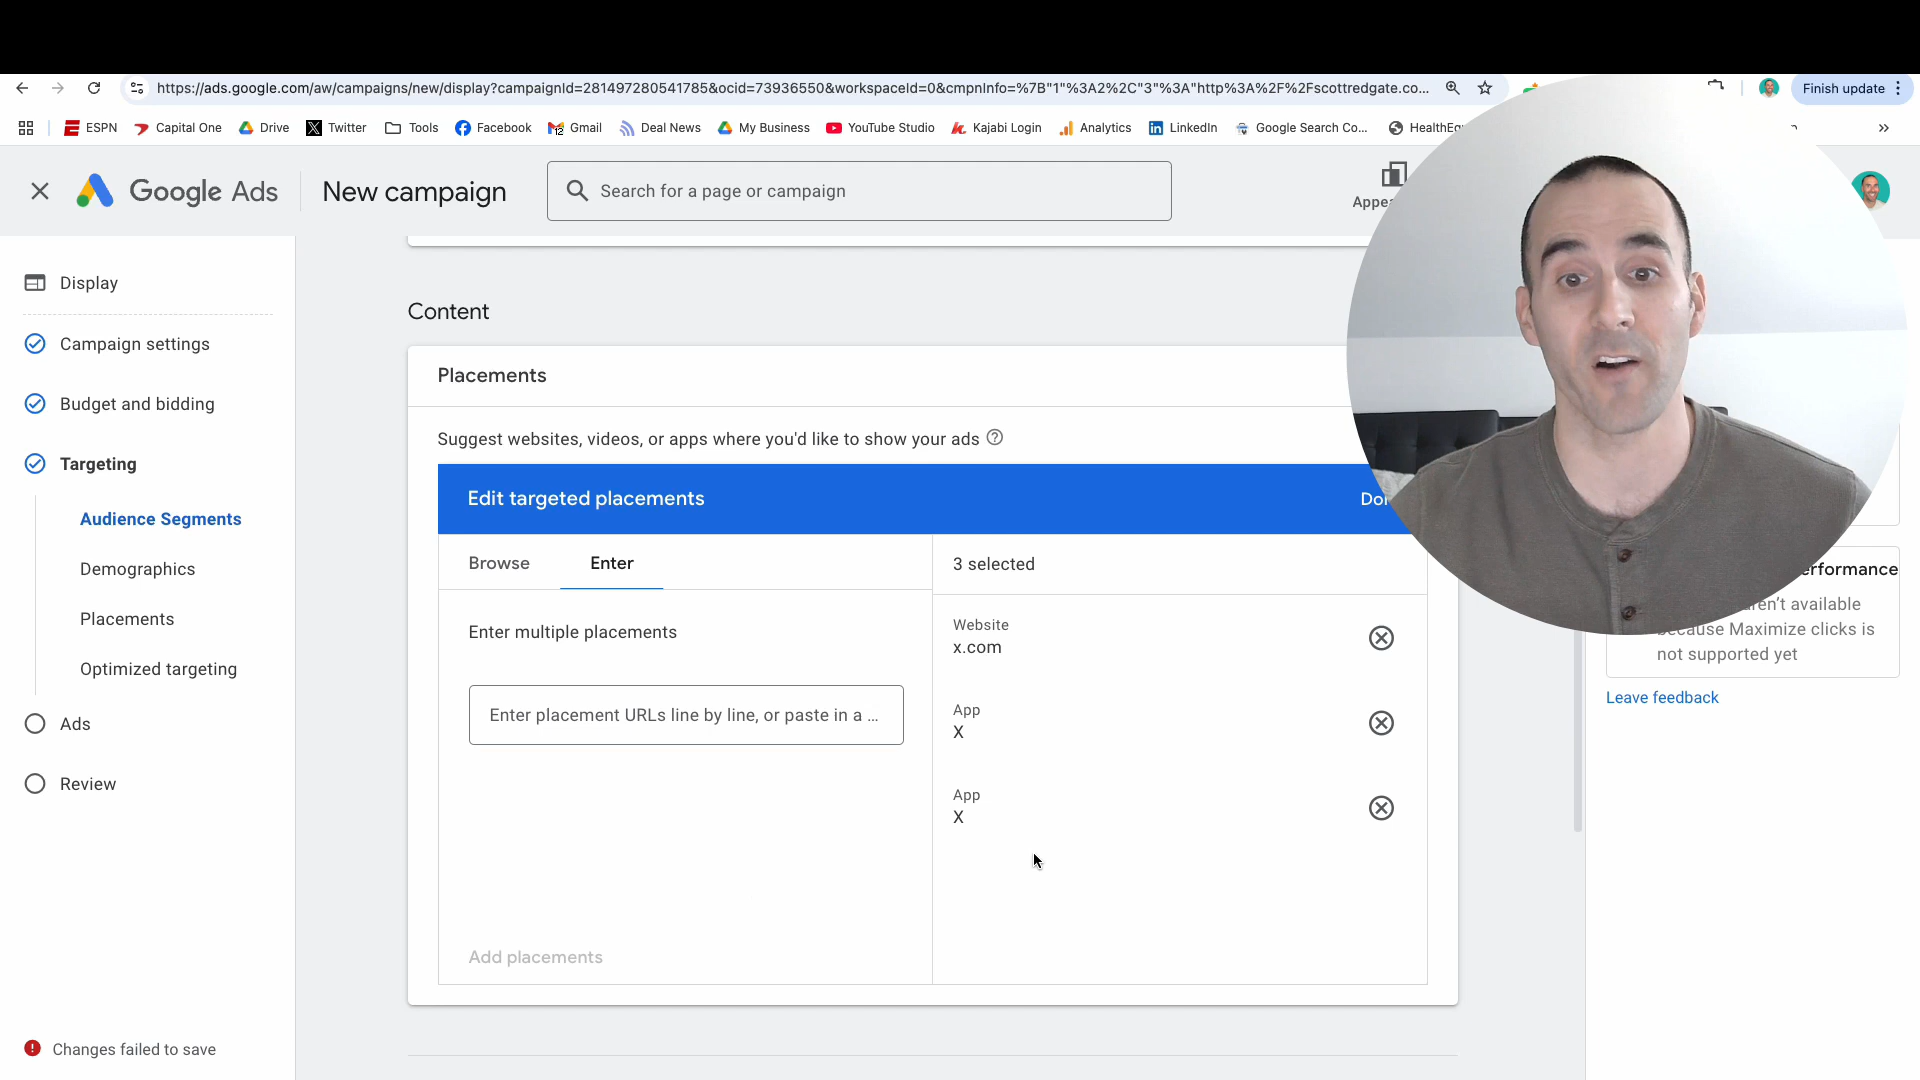 https://ads.google.com/aw/campaigns/new/display?campaignId=281497280541785&ocid=73936550&workspaceId=0&cmpnInfo=%7B"1"%3A2%2C"3"%3A"http%3A%2F%2Fscottredgate.co...
Finish update
ESPN
Capital One
Drive
Twitter
Tools
Facebook
Gmail
Deal News
My Business
YouTube Studio
Kajabi Login
Analytics
LinkedIn
Google Search Co...
Google Ads
New campaign
Search for a page or campaign
Display
Campaign settings
Budget and bidding
Targeting
Audience Segments
Demographics
Placements
Optimized targeting
Ads
Review
Changes failed to save
Content
Placements
Suggest websites, videos, or apps where you'd like to show your ads
Edit targeted placements
Browse
Enter
3 selected
Enter multiple placements
Enter placement URLs line by line, or paste in a ...
Add placements
Website
x.com
App
X
App
X
available
because Maximize clicks is
not supported yet
Leave feedback